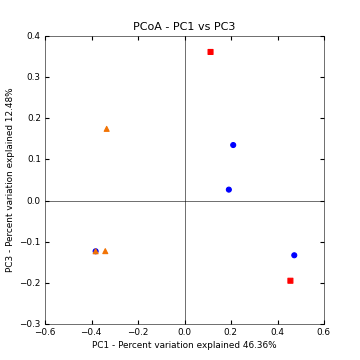 PCoA - PC1 vs PC3
0.4
0.3
0.2
0.1
0.0
−0.1
−0.2
−0.3
−0.6 −0.4 −0.2 0.0 0.2 0.4 0.6
PC3 - Percent variation explained 12.48%
PC1 - Percent variation explained 46.36%